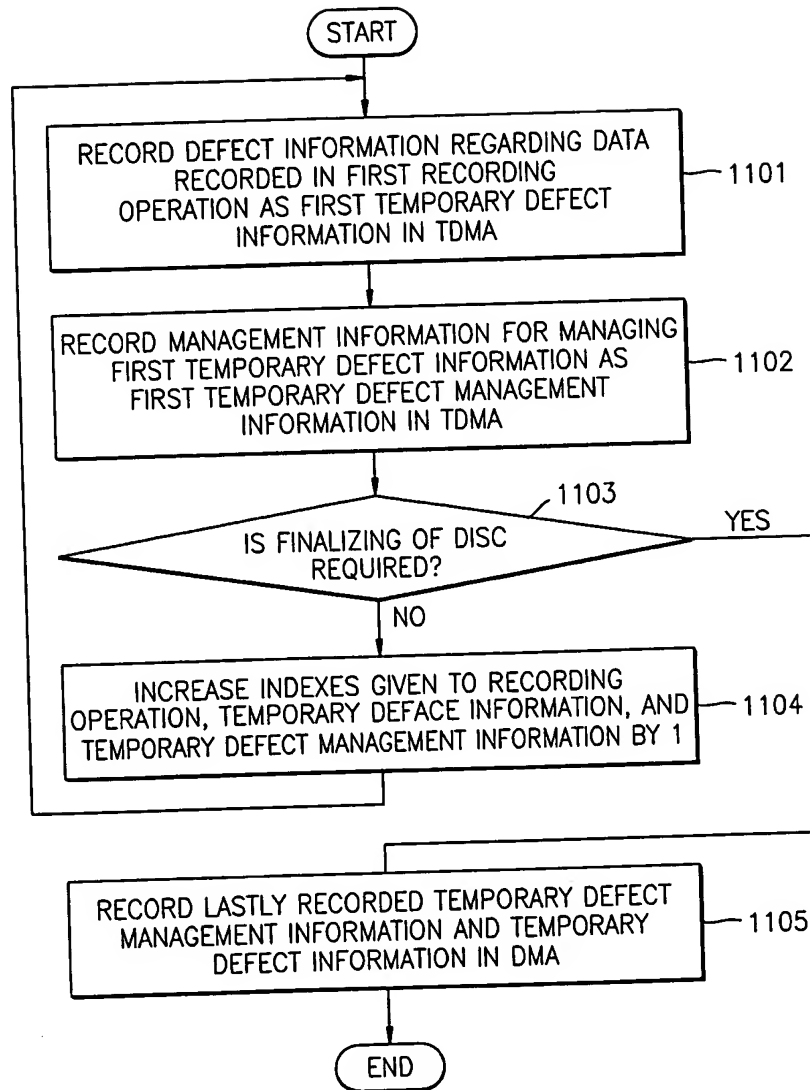 START
RECORD DEFECT INFORMATION REGARDING DATA
RECORDED IN FIRST RECORDING
OPERATION AS FIRST TEMPORARY DEFECT
INFORMATION IN TDMA
1101
RECORD MANAGEMENT INFORMATION FOR MANAGING
FIRST TEMPORARY DEFECT INFORMATION AS
FIRST TEMPORARY DEFECT MANAGEMENT
INFORMATION IN TDMA
1102
1103
IS FINALIZING OF DISC
REQUIRED?
YES
NO
INCREASE INDEXES GIVEN TO RECORDING
OPERATION, TEMPORARY DEFACE INFORMATION, AND
TEMPORARY DEFECT MANAGEMENT INFORMATION BY 1
1104
RECORD LASTLY RECORDED TEMPORARY DEFECT
MANAGEMENT INFORMATION AND TEMPORARY
DEFECT INFORMATION IN DMA
1105
END